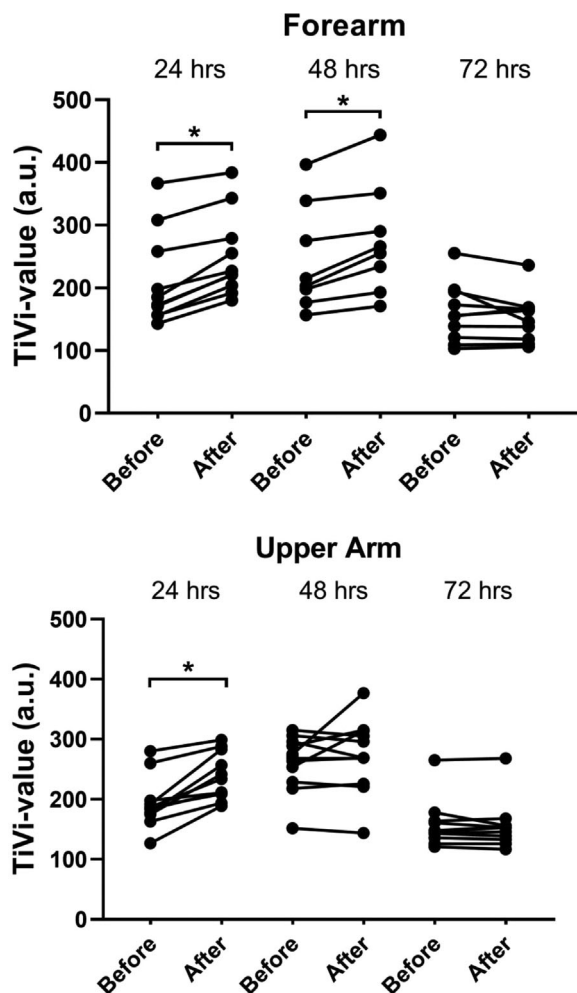 Forearm
24 hrs 48 hrs 72 hrs
* *
TiVi-value (a.u.)
500
400
300
200
100
0
Before After Before After Before After
Upper Arm
24 hrs 48 hrs 72 hrs
*
TiVi-value (a.u.)
500
400
300
200
100
0
Before After Before After Before After